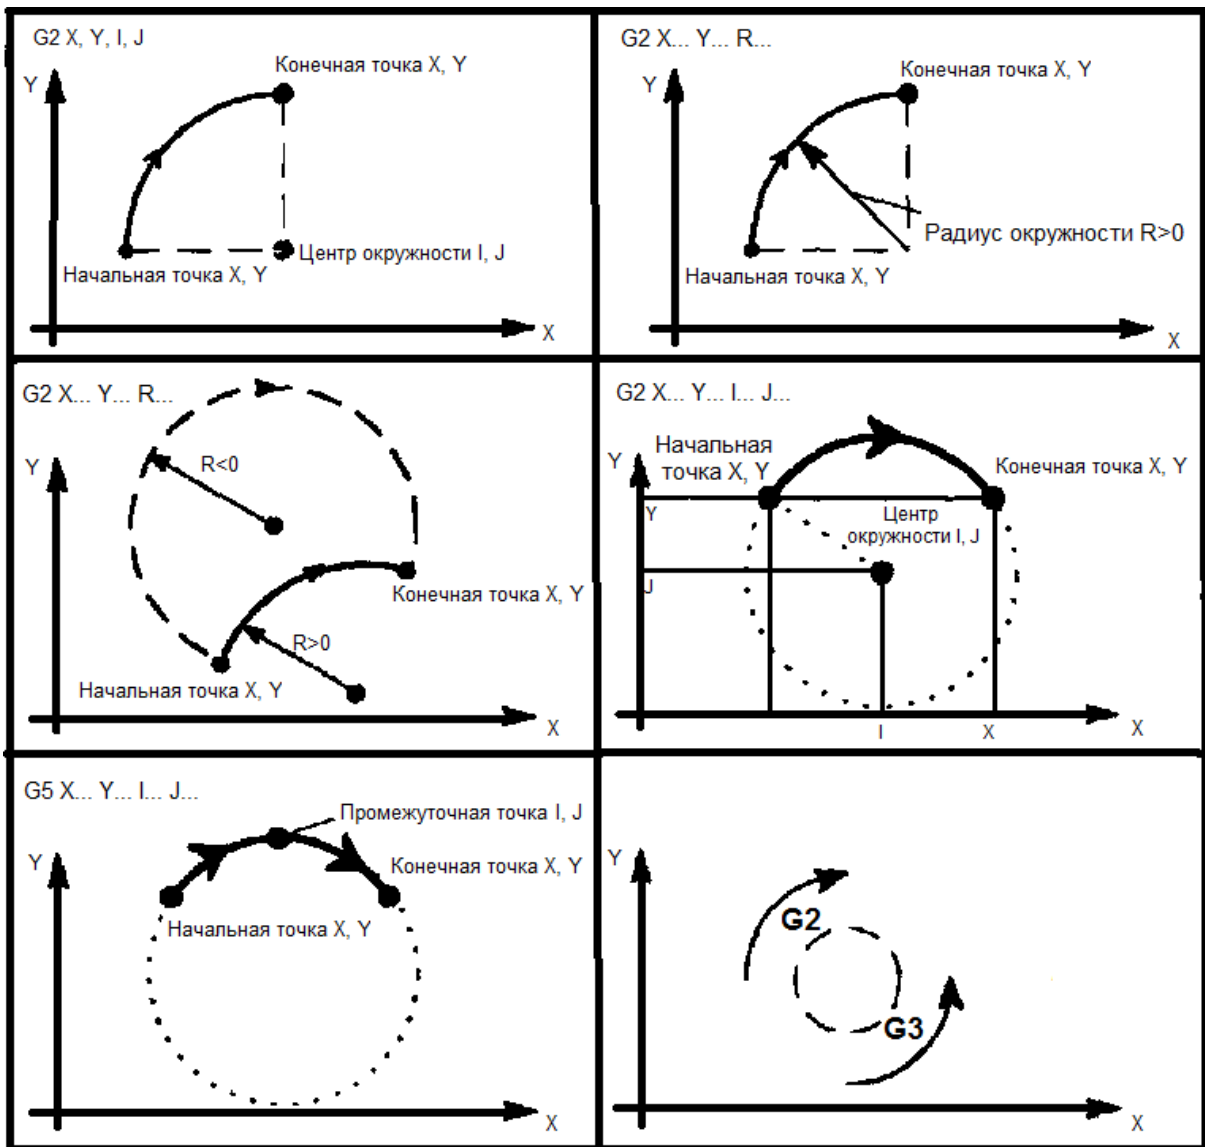 G2 X, Y, I, J
Конечная точка X, Y
Y
Центр окружности I, J
Начальная точка X, Y
X
G2 X... Y... R...
Конечная точка X, Y
Y
Радиус окружности R>0
Начальная точка X, Y
X
G2 X... Y... R...
Y
R<0
Конечная точка X, Y
R>0
Начальная точка X, Y
X
G2 X... Y... I... J...
Начальная
точка X, Y
Y
Конечная точка X, Y
Y
Центр
окружности I, J
J
I
X
X
G5 X... Y... I... J...
Промежуточная точка I, J
Y
Конечная точка X, Y
Начальная точка X, Y
X
Y
G2
G3
X